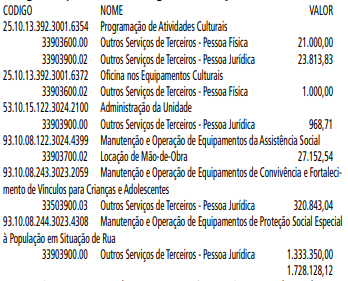 CODIGO NOME VALOR
25.10.13.392.3001.6354 Programação de Atividades Culturais
33903600.00 Outros Serviços de Terceiros - Pessoa Física 21.000,00
33903900.02 Outros Serviços de Terceiros - Pessoa Jurídica 23.813,83
25.10.13.392.3001.6372 Oficina nos Equipamentos Culturais
33903600.02 Outros Serviços de Terceiros - Pessoa Física 1.000,00
53.10.15.122.3024.2100 Administração da Unidade
33903900.00 Outros Serviços de Terceiros - Pessoa Jurídica 968,71
93.10.08.122.3024.4399 Manutenção e Operação de Equipamentos da Assistência Social
33903700.02 Locação de Mão-de-Obra 27.152,54
93.10.08.243.3023.2059 Manutenção e Operação de Equipamentos de Convivência e Fortaleci-
mento de Vínculos para Crianças e Adolescentes
33503900.03 Outros Serviços de Terceiros - Pessoa Jurídica 320.843,04
93.10.08.244.3023.4308 Manutenção e Operação de Equipamentos de Proteção Social Especial
à População em Situação de Rua
33903900.00 Outros Serviços de Terceiros - Pessoa Jurídica 1.333.350,00
1.728.128,12